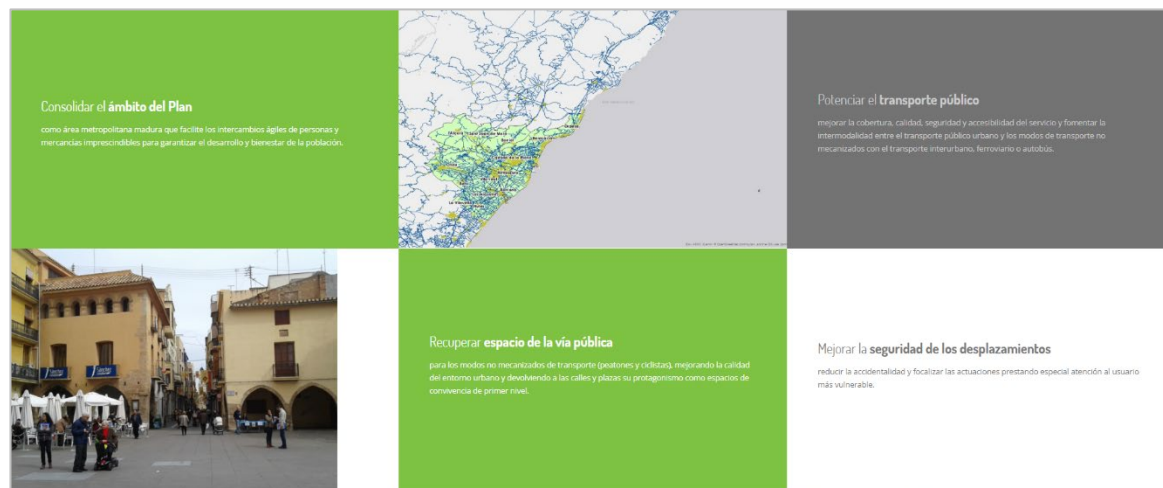 Consolidar el ámbito del Plan
como área metropolitana madura que facilite los intercambios ágiles de personas y
mercancías imprescindibles para garantizar el desarrollo y bienestar de la población.
Potenciar el transporte público
mejorar la cobertura, calidad, seguridad y accesibilidad del servicio y fomentar la
intermodalidad entre el transporte público urbano y los modos de transporte no
mecanizados con el transporte interurbano, ferroviario o autobús.
Recuperar espacio de la vía pública
para los modos no mecanizados de transporte (peatones y ciclistas), mejorando la calidad
del entorno urbano y devolviendo a las calles y plazas su protagonismo como espacios de
convivencia de primer nivel.
Mejorar la seguridad de los desplazamientos
reducir la accidentalidad y focalizar las actuaciones prestando especial atención al usuario
más vulnerable.